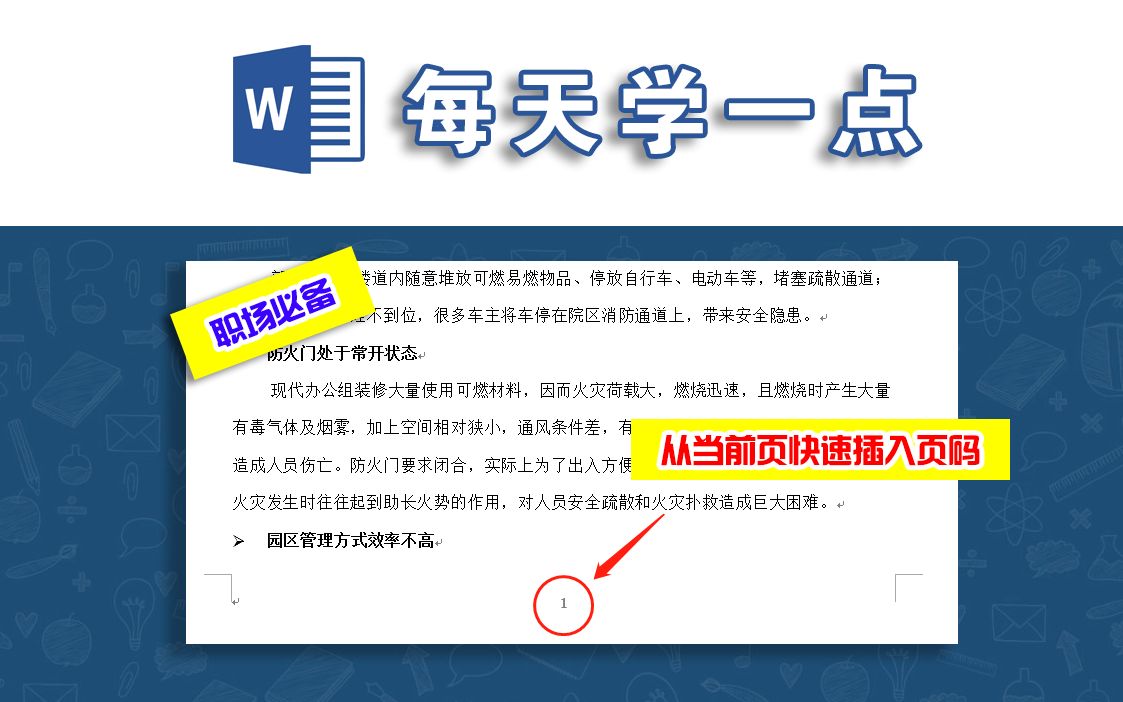 W 每天学一点
职场必备
楼道内随意堆放可燃易燃物品、停放自行车、电动车等，堵塞疏散通道；
不到位，很多车主将车停在院区消防通道上，带来安全隐患。
防火门处于常开状态
现代办公组装修大量使用可燃材料，因而火灾荷载大，燃烧迅速，且燃烧时产生大量
有毒气体及烟雾，加上空间相对狭小，通风条件差，有
从当前页快速插入页码
造成人员伤亡。防火门要求闭合，实际上为了出入方便
火灾发生时往往起到助长火势的作用，对人员安全疏散和火灾扑救造成巨大困难。
➢ 园区管理方式效率不高
1